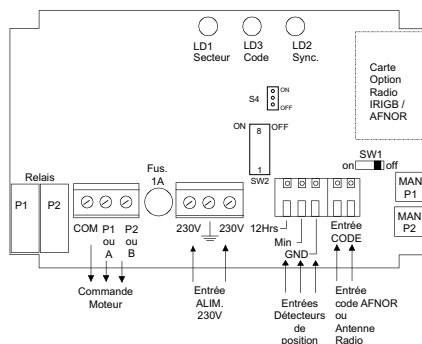 LD1
Secteur
LD3
Code
LD2
Sync.
Carte
Option
Radio
IRIGB /
AFNOR
S4
ON
OFF
ON
8
OFF
1
SW2
SW1
on
off
Relais
P1
P2
Fus.
1A
MAN
P1
MAN
P2
COM
P1
ou
A
P2
ou
B
230V
230V
12Hrs
Min
GND
Entrée
CODE
Commande
Moteur
Entrée
ALIM.
230V
Entrées
Détecteurs
de
position
Entrée
code AFNOR
ou
Antenne
Radio